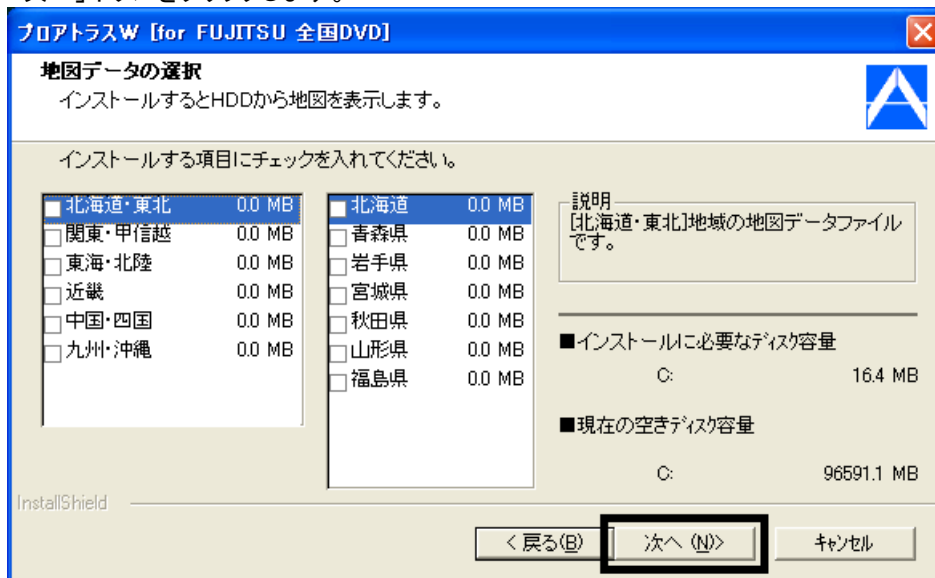 プロアトラスW [for FUJITSU 全国DVD]
地図データの選択
インストールするとHDDから地図を表示します。
インストールする項目にチェックを入れてください。
北海道・東北 0.0 MB
関東・甲信越 0.0 MB
東海・北陸 0.0 MB
近畿 0.0 MB
中国・四国 0.0 MB
九州・沖縄 0.0 MB
北海道 0.0 MB
青森県 0.0 MB
岩手県 0.0 MB
宮城県 0.0 MB
秋田県 0.0 MB
山形県 0.0 MB
福島県 0.0 MB
説明
[北海道・東北]地域の地図データファイル
です。
■インストールに必要なディスク容量
C: 16.4 MB
■現在の空きディスク容量
C: 96591.1 MB
InstallShield
< 戻る(B) 次へ (N)> キャンセル